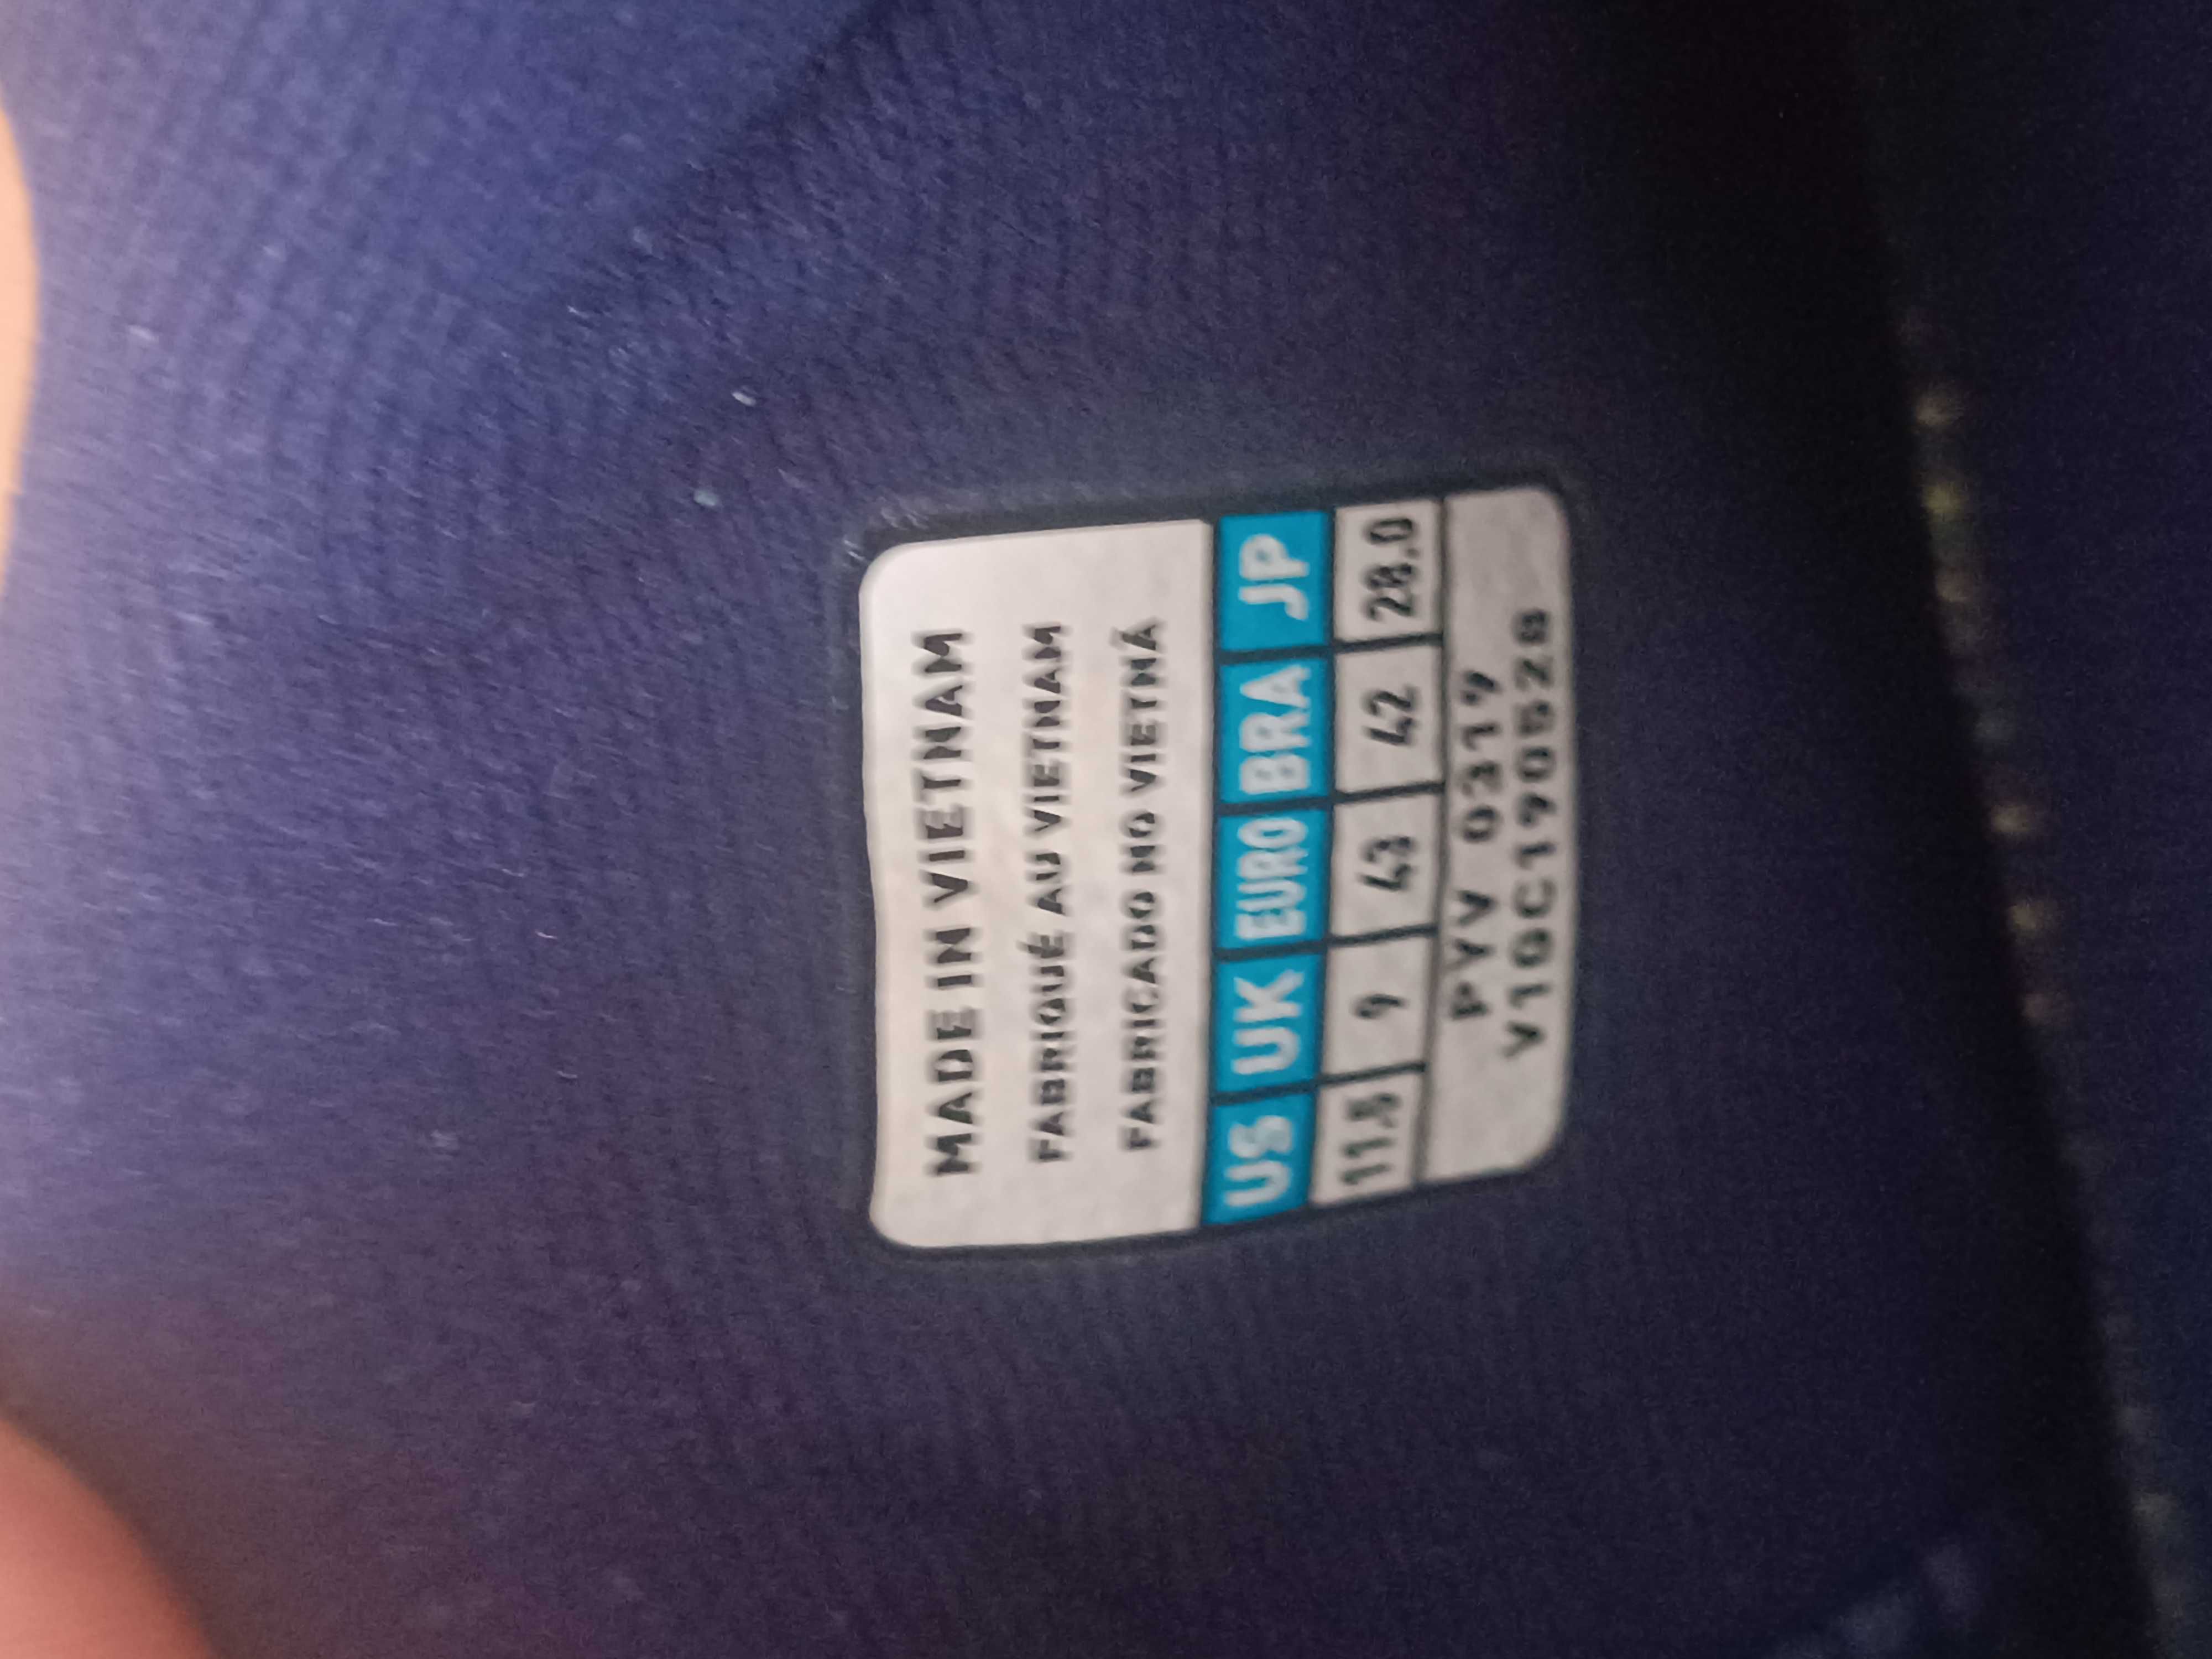 MADE IN VIETNAM
FABRIQUÉ AU VIETNAM
FABRICADO NO VIETNÃ
US UK EURO BRA JP
11.5 9 43 42 28.0
PYV 0319
V10C190528